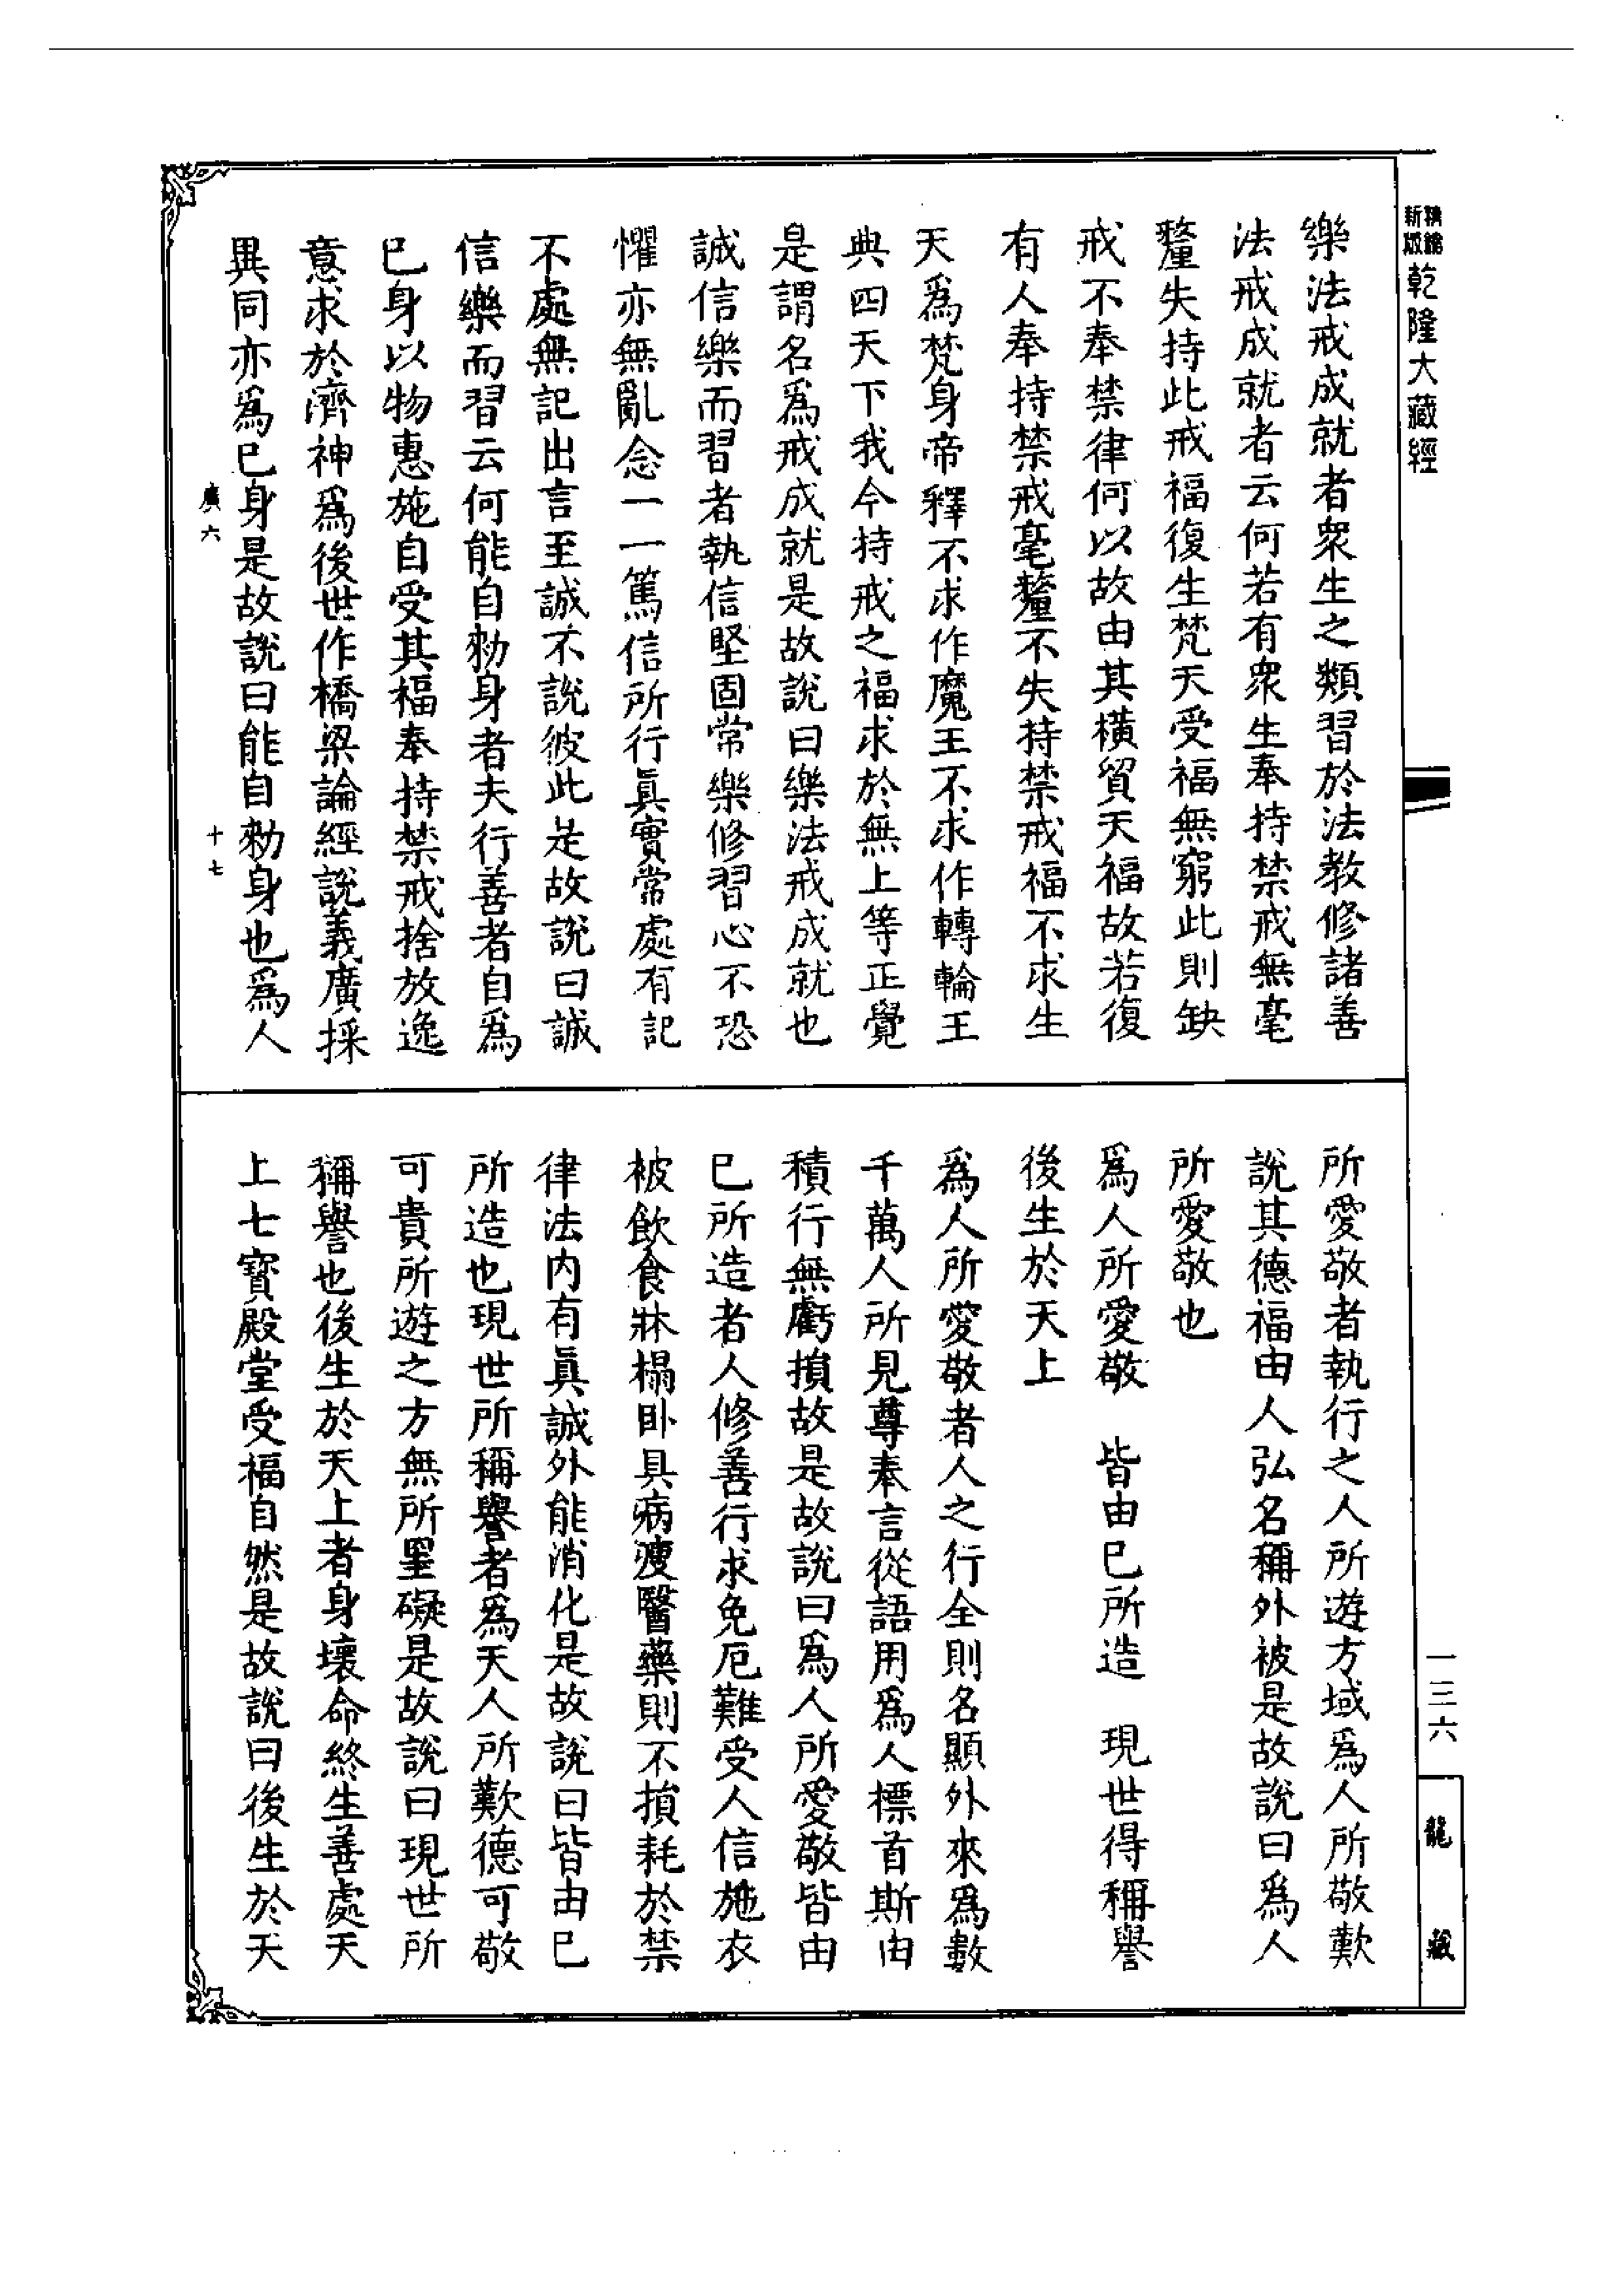 新版精編乾隆大藏經
樂法戒成就者衆生之類習於法教修諸善
法戒成就者云何若有衆生奉持禁戒無毫
釐失持此戒福復生梵天受福無窮此則缺
戒不奉禁律何以故由其橫貿天福故若復
有人奉持禁戒毫釐不失持禁戒福不求生
天爲梵身帝釋不求作魔王不求作轉輪王
典四天下我今持戒之福求於無上等正覺
是謂名爲戒成就是故說曰樂法戒成就也
誠信樂而習者執信堅固常樂修習心不恐
懼亦無亂念一一篤信所行眞實常處有記
不處無記出言至誠不說彼此是故說曰誠
信樂而習云何能自勑身者夫行善者自爲
已身以物惠施自受其福奉持禁戒捨放逸
意求於濟神爲後世作橋梁論經說義廣採
異同亦爲已身是故說曰能自勑身也爲人
廣六
十七
所愛敬者執行之人所遊方域爲人所敬歎
說其德福由人弘名稱外被是故說曰爲人
所愛敬也
爲人所愛敬　皆由已所造　現世得稱譽
後生於天上
爲人所愛敬者人之行全則名顯外來爲數
千萬人所見尊奉言從語用爲人標首斯由
積行無虧損故是故說曰爲人所愛敬皆由
已所造者人修善行求免厄難受人信施衣
被飲食牀榻卧具病瘦醫藥則不損耗於禁
律法内有眞誠外能消化是故說曰皆由已
所造也現世所稱譽者爲天人所歎德可敬
可貴所遊之方無所罣礙是故說曰現世所
稱譽也後生於天上者身壞命終生善處天
上七寶殿堂受福自然是故說曰後生於天
一三六
龍藏